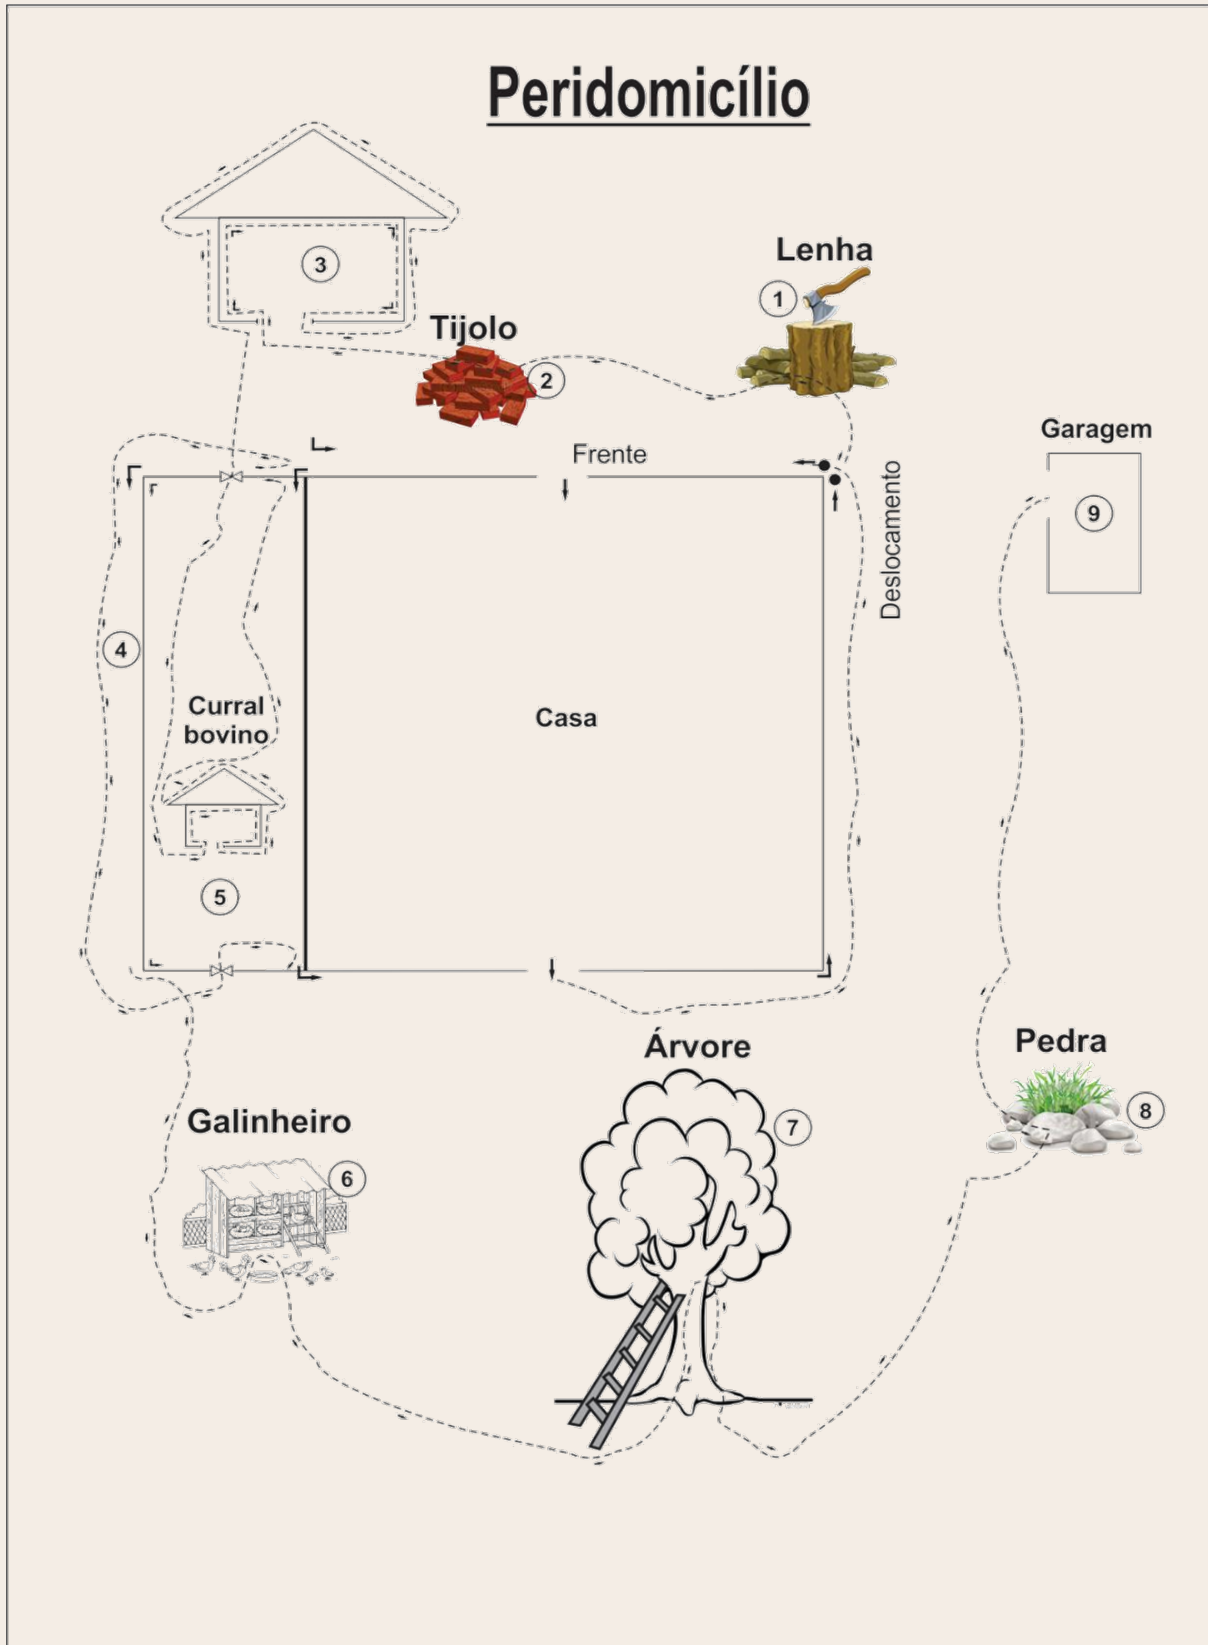 Peridomicílio
Lenha
1
3
Tijolo
2
Frente
Garagem
9
Deslocamento
4
Curral
bovino
Casa
5
Árvore
Pedra
7
8
Galinheiro
6